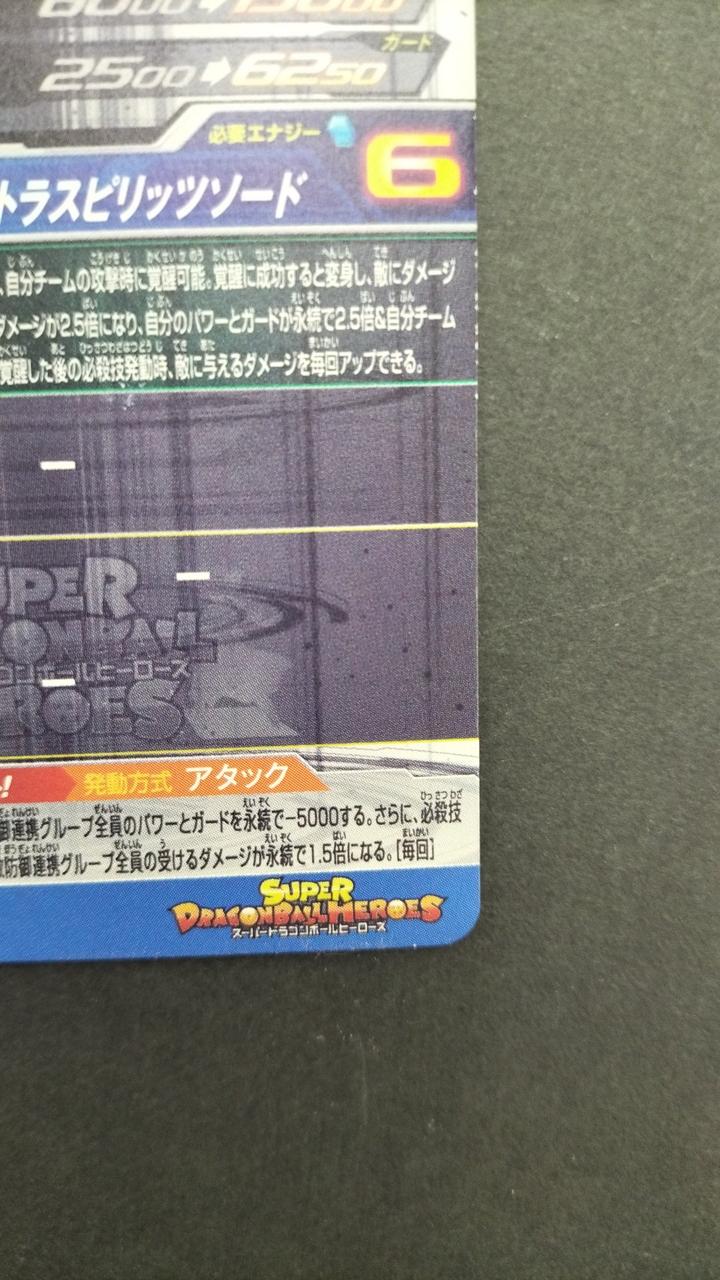 6000➡15000
ガード
2500➡6250
必要エナジー
6
トラスピリッツソード
、自分チームの攻撃時に覚醒可能。覚醒に成功すると変身し、敵にダメージ
ダメージが2.5倍になり、自分のパワーとガードが永続で2.5倍&自分チーム
覚醒した後の必殺技発動時、敵に与えるダメージを毎回アップできる。
SUPER
DRAGONBALL
ドラゴンボールヒーローズ
HEROES
! 発動方式 アタック
御連携グループ全員のパワーとガードを永続で-5000する。さらに、必殺技
敵防御連携グループ全員の受けるダメージが永続で1.5倍になる。[毎回]
SUPER
DRAGONBALL HEROES
スーパードラゴンボールヒーローズ